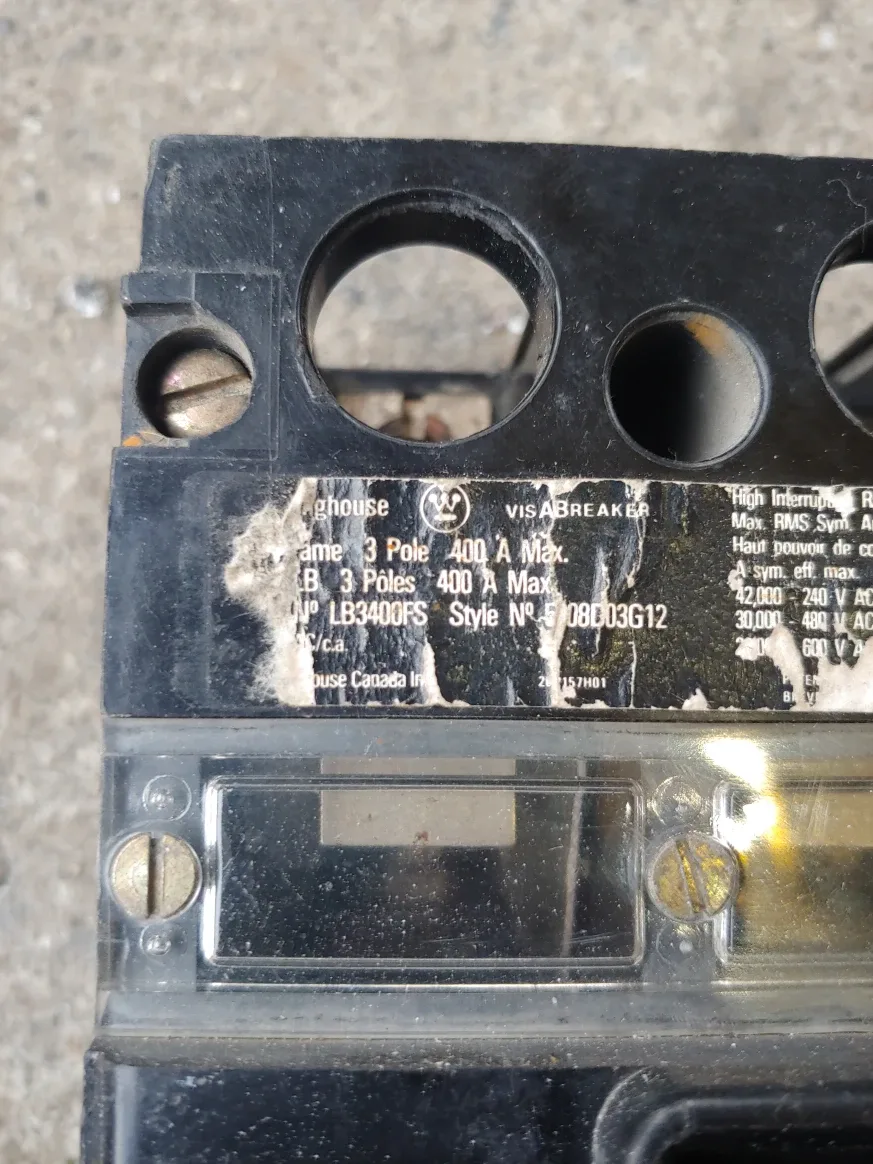 ghouse VISABREAKER
ame 3 Pole 400 A Max.
B 3 Pôles 400 A Max
Nº LB3400FS Style Nº 08D03G12
C/c.a.
ouse Canada In
157H01
High Interrup R
Max. RMS Sym. A
Haut pouvoir de co
A sym. eff. max.
42,000 - 240 V AC
30,000 - 480 V AC
600 V A